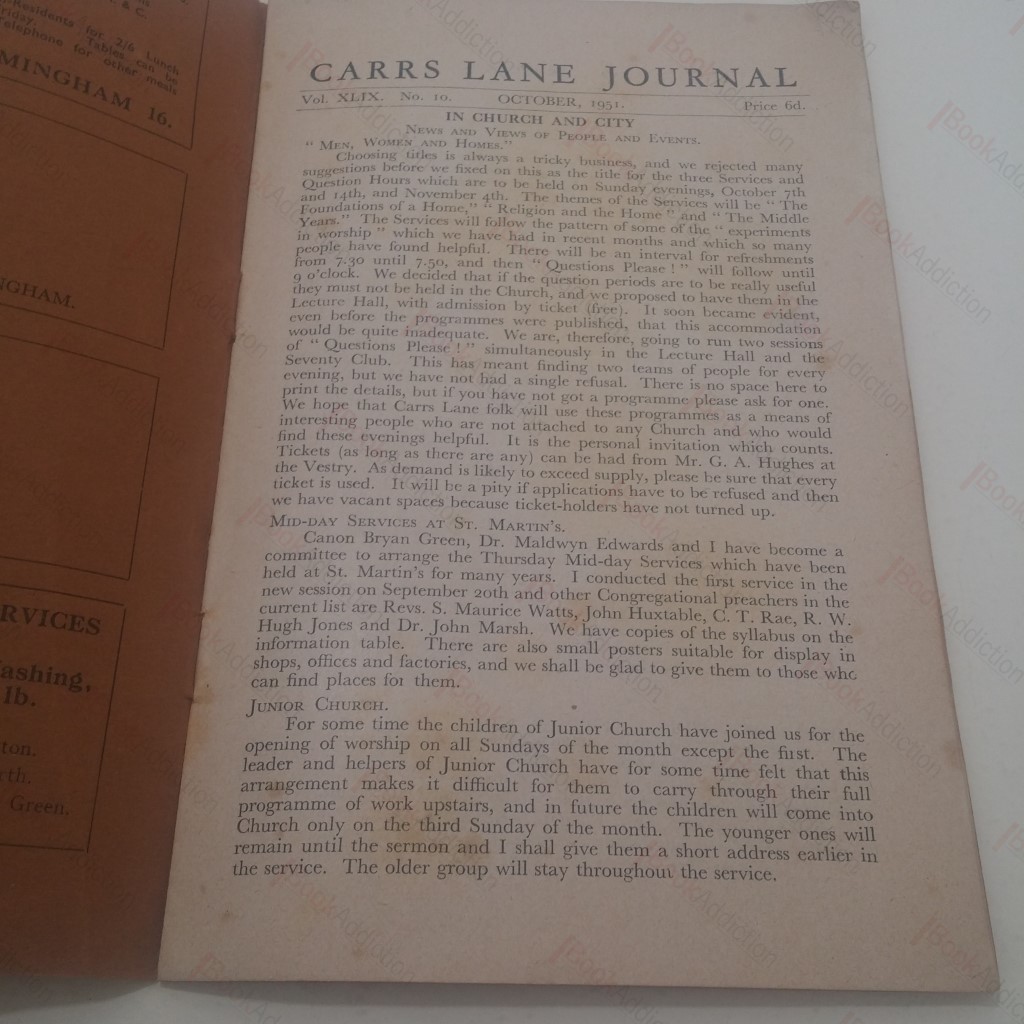 Residents for 2/6 Lunch
Friday. Tables can be
Telephone for other meals
MINGHAM 16.
NGHAM.
RVICES
ashing,
lb.
ton.
rth.
Green.
CARRS LANE JOURNAL
Vol. XLIX. No. 10. OCTOBER, 1951. Price 6d.
IN CHURCH AND CITY
NEWS AND VIEWS OF PEOPLE AND EVENTS.
" MEN, WOMEN AND HOMES."
Choosing titles is always a tricky business, and we rejected many
suggestions before we fixed on this as the title for the three Services and
Question Hours which are to be held on Sunday evenings, October 7th
and 14th, and November 4th. The themes of the Services will be " The
Foundations of a Home," " Religion and the Home " and " The Middle
Years." The Services will follow the pattern of some of the " experiments
in worship " which we have had in recent months and which so many
people have found helpful. There will be an interval for refreshments
from 7.30 until 7.50, and then " Questions Please ! " will follow until
9 o'clock. We decided that if the question periods are to be really useful
they must not be held in the Church, and we proposed to have them in the
Lecture Hall, with admission by ticket (free). It soon became evident,
even before the programmes were published, that this accommodation
would be quite inadequate. We are, therefore, going to run two sessions
of " Questions Please ! " simultaneously in the Lecture Hall and the
Seventy Club. This has meant finding two teams of people for every
evening, but we have not had a single refusal. There is no space here to
print the details, but if you have not got a programme please ask for one.
We hope that Carrs Lane folk will use these programmes as a means of
interesting people who are not attached to any Church and who would
find these evenings helpful. It is the personal invitation which counts.
Tickets (as long as there are any) can be had from Mr. G. A. Hughes at
the Vestry. As demand is likely to exceed supply, please be sure that every
ticket is used. It will be a pity if applications have to be refused and then
we have vacant spaces because ticket-holders have not turned up.
MID-DAY SERVICES AT ST. MARTIN'S.
Canon Bryan Green, Dr. Maldwyn Edwards and I have become a
committee to arrange the Thursday Mid-day Services which have been
held at St. Martin's for many years. I conducted the first service in the
new session on September 20th and other Congregational preachers in the
current list are Revs. S. Maurice Watts, John Huxtable, C. T. Rae, R. W.
Hugh Jones and Dr. John Marsh. We have copies of the syllabus on the
information table. There are also small posters suitable for display in
shops, offices and factories, and we shall be glad to give them to those who
can find places for them.
JUNIOR CHURCH.
For some time the children of Junior Church have joined us for the
opening of worship on all Sundays of the month except the first. The
leader and helpers of Junior Church have for some time felt that this
arrangement makes it difficult for them to carry through their full
programme of work upstairs, and in future the children will come into
Church only on the third Sunday of the month. The younger ones will
remain until the sermon and I shall give them a short address earlier in
the service. The older group will stay throughout the service.